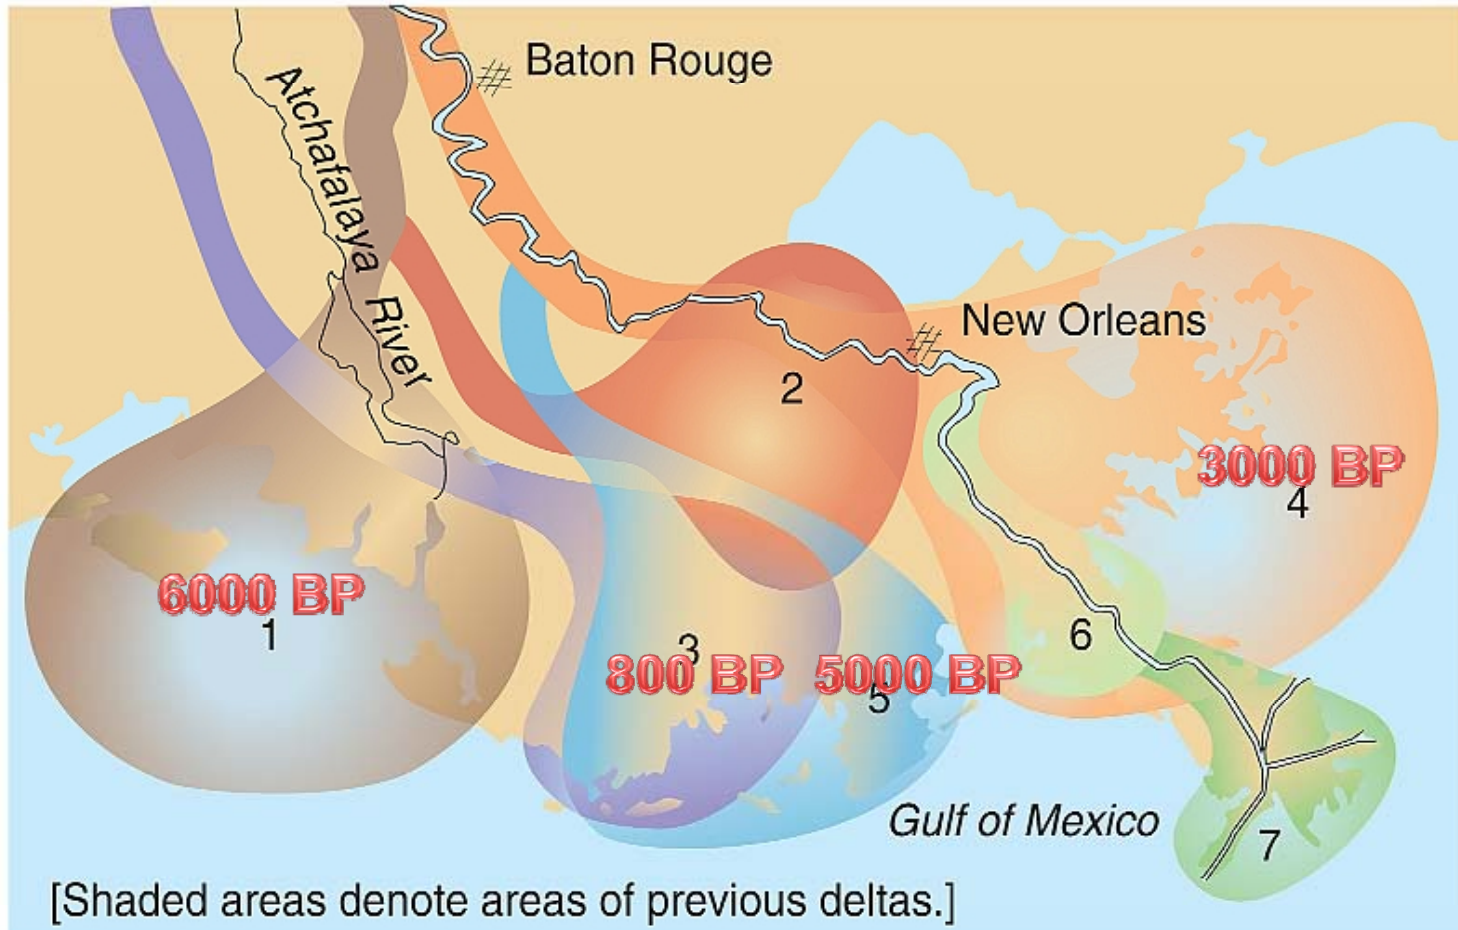 Baton Rouge
Atchafalaya
River
New Orleans
2
3000 BP
4
6000 BP
1
3
6
800 BP
5000 BP
5
Gulf of Mexico
7
[Shaded areas denote areas of previous deltas.]